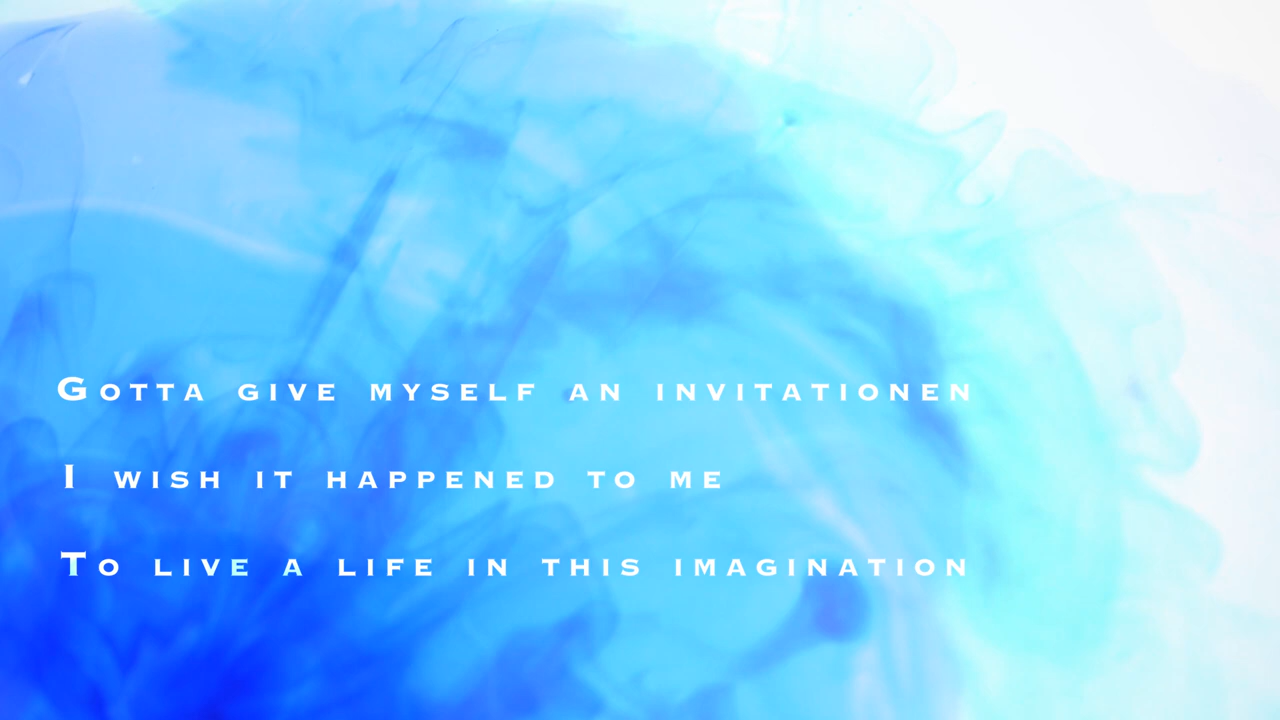 Gotta give myself an invitationen
I wish it happened to me
To live a life in this imagination